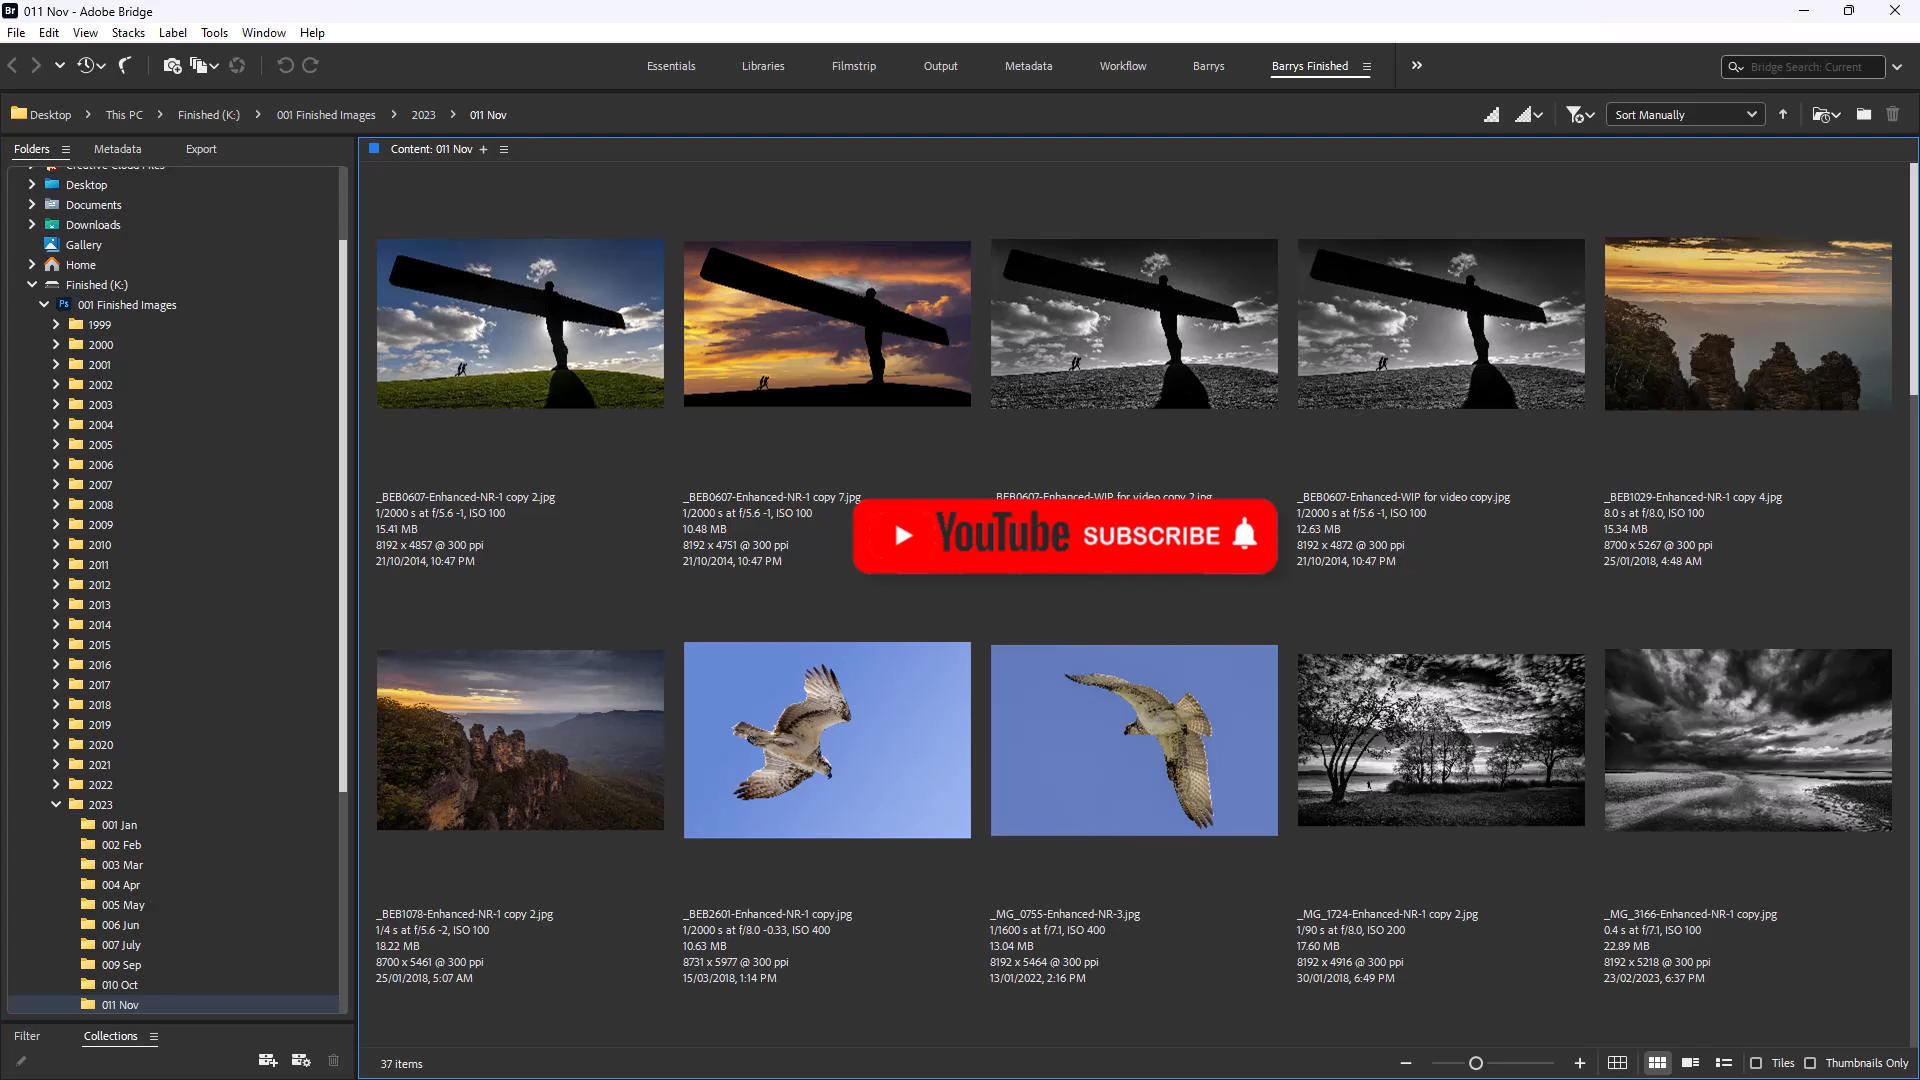 Br 011 Nov - Adobe Bridge
File Edit View Stacks Label Tools Window Help
Essentials Libraries Filmstrip Output Metadata Workflow Barrys Barrys Finished Bridge Search: Current
Desktop This PC Finished (K:) 001 Finished Images 2023 011 Nov Sort Manually
Folders Metadata Export
Content: 011 Nov
Desktop
Documents
Downloads
Gallery
Home
Finished (K:)
Ps 001 Finished Images
1999
2000
2001
2002
2003
2004
2005
2006
2007
2008
2009
2010
2011
2012
2013
2014
2015
2016
2017
2018
2019
2020
2021
2022
2023
001 Jan
002 Feb
003 Mar
004 Apr
005 May
006 Jun
007 July
009 Sep
010 Oct
011 Nov
Filter Collections
_BEB0607-Enhanced-NR-1 copy 2.jpg
1/2000 s at f/5.6 -1, ISO 100
15.41 MB
8192 x 4857 @ 300 ppi
21/10/2014, 10:47 PM
_BEB0607-Enhanced-NR-1 copy 7.jpg
1/2000 s at f/5.6 -1, ISO 100
10.48 MB
8192 x 4751 @ 300 ppi
21/10/2014, 10:47 PM
_BEB0607-Enhanced-WIP for video copy 2.jpg
YouTube SUBSCRIBE
_BEB0607-Enhanced-WIP for video copy.jpg
1/2000 s at f/5.6 -1, ISO 100
12.63 MB
8192 x 4872 @ 300 ppi
21/10/2014, 10:47 PM
_BEB1029-Enhanced-NR-1 copy 4.jpg
8.0 s at f/8.0, ISO 100
15.34 MB
8700 x 5267 @ 300 ppi
25/01/2018, 4:48 AM
_BEB1078-Enhanced-NR-1 copy 2.jpg
1/4 s at f/5.6 -2, ISO 100
18.22 MB
8700 x 5461 @ 300 ppi
25/01/2018, 5:07 AM
_BEB2601-Enhanced-NR-1 copy.jpg
1/2000 s at f/8.0 -0.33, ISO 400
10.63 MB
8731 x 5977 @ 300 ppi
15/03/2018, 1:14 PM
_MG_0755-Enhanced-NR-3.jpg
1/1600 s at f/7.1, ISO 400
13.04 MB
8192 x 5464 @ 300 ppi
13/01/2022, 2:16 PM
_MG_1724-Enhanced-NR-1 copy 2.jpg
1/90 s at f/8.0, ISO 200
17.60 MB
8192 x 4916 @ 300 ppi
30/01/2018, 6:49 PM
_MG_3166-Enhanced-NR-1 copy.jpg
0.4 s at f/7.1, ISO 100
22.89 MB
8192 x 5218 @ 300 ppi
23/02/2023, 6:37 PM
37 items
Tiles Thumbnails Only